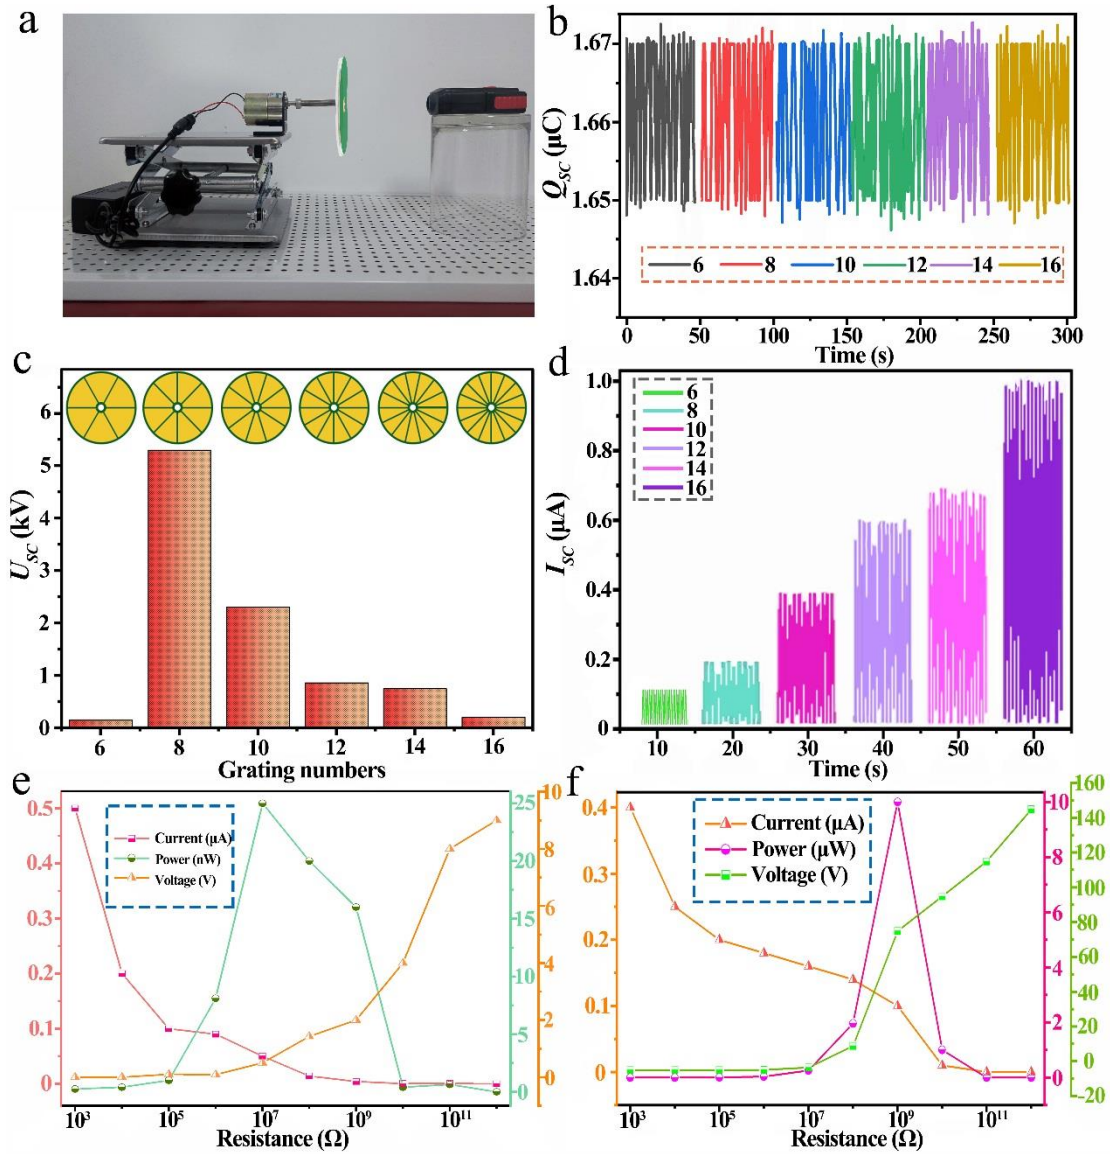 a
b
1.67
1.66
1.65
1.64
Q_SC (μC)
6 8 10 12 14 16
0 50 100 150 200 250 300
Time (s)
c
6
5
4
3
2
1
0
U_SC (kV)
6 8 10 12 14 16
Grating numbers
d
1.0
0.8
0.6
0.4
0.2
0
I_SC (μA)
6
8
10
12
14
16
10 20 30 40 50 60
Time (s)
e
0.5
0.4
0.3
0.2
0.1
0
Current (μA)
Power (nW)
Voltage (V)
25
20
15
10
5
0
10
8
6
4
2
0
10³ 10⁵ 10⁷ 10⁹ 10¹¹
Resistance (Ω)
f
0.4
0.3
0.2
0.1
0
Current (μA)
Power (μW)
Voltage (V)
10
8
6
4
2
0
160
140
120
150
80
60
40
20
0
-20
10³ 10⁵ 10⁷ 10⁹ 10¹¹
Resistance (Ω)